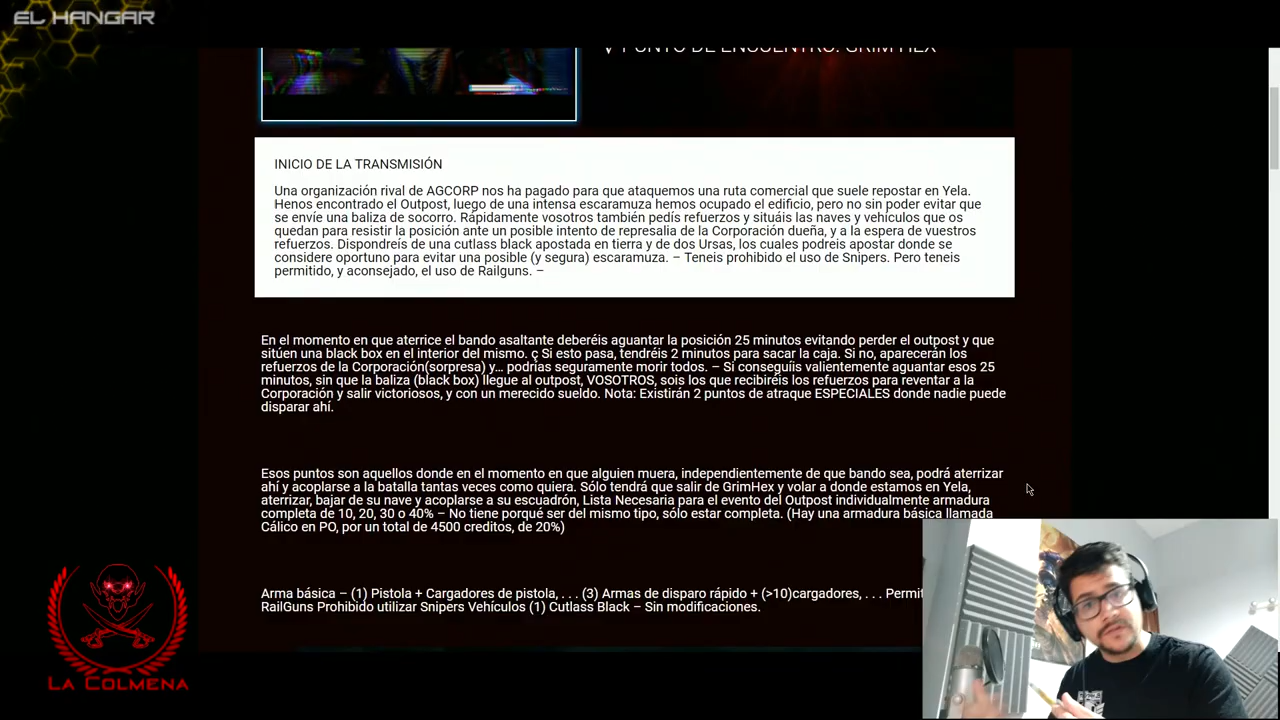 EL HANGAR
PUNTO DE ENCUENTRO: GRIM HEX
INICIO DE LA TRANSMISIÓN
Una organización rival de AGCORP nos ha pagado para que ataquemos una ruta comercial que suele repostar en Yela.
Henos encontrado el Outpost, luego de una intensa escaramuza hemos ocupado el edificio, pero no sin poder evitar que
se envíe una baliza de socorro. Rápidamente vosotros también pedís refuerzos y situáis las naves y vehículos que os
quedan para resistir la posición ante un posible intento de represalia de la Corporación dueña, y a la espera de vuestros
refuerzos. Dispondreís de una cutlass black apostada en tierra y de dos Ursas, los cuales podreis apostar donde se
considere oportuno para evitar una posible (y segura) escaramuza. – Teneis prohibido el uso de Snipers. Pero teneis
permitido, y aconsejado, el uso de Railguns. –
En el momento en que aterrice el bando asaltante deberéis aguantar la posición 25 minutos evitando perder el outpost y que
sitúen una black box en el interior del mismo. ç Si esto pasa, tendréis 2 minutos para sacar la caja. Si no, aparecerán los
refuerzos de la Corporación(sorpresa) y… podrías seguramente morir todos. – Si conseguíis valientemente aguantar esos 25
minutos, sin que la baliza (black box) llegue al outpost, VOSOTROS, sois los que recibiréis los refuerzos para reventar a la
Corporación y salir victoriosos, y con un merecido sueldo. Nota: Existirán 2 puntos de atraque ESPECIALES donde nadie puede
disparar ahí.
Esos puntos son aquellos donde en el momento en que alguien muera, independientemente de que bando sea, podrá aterrizar
ahí y acoplarse a la batalla tantas veces como quiera. Sólo tendrá que salir de GrimHex y volar a donde estamos en Yela,
aterrizar, bajar de su nave y acoplarse a su escuadrón, Lista Necesaria para el evento del Outpost individualmente armadura
completa de 10, 20, 30 o 40% – No tiene porqué ser del mismo tipo, sólo estar completa. (Hay una armadura básica llamada
Cálico en PO, por un total de 4500 creditos, de 20%)
Arma básica – (1) Pistola + Cargadores de pistola, . . . (3) Armas de disparo rápido + (>10)cargadores, . . . Permit
RailGuns Prohibido utilizar Snipers Vehículos (1) Cutlass Black – Sin modificaciones.
LA COLMENA